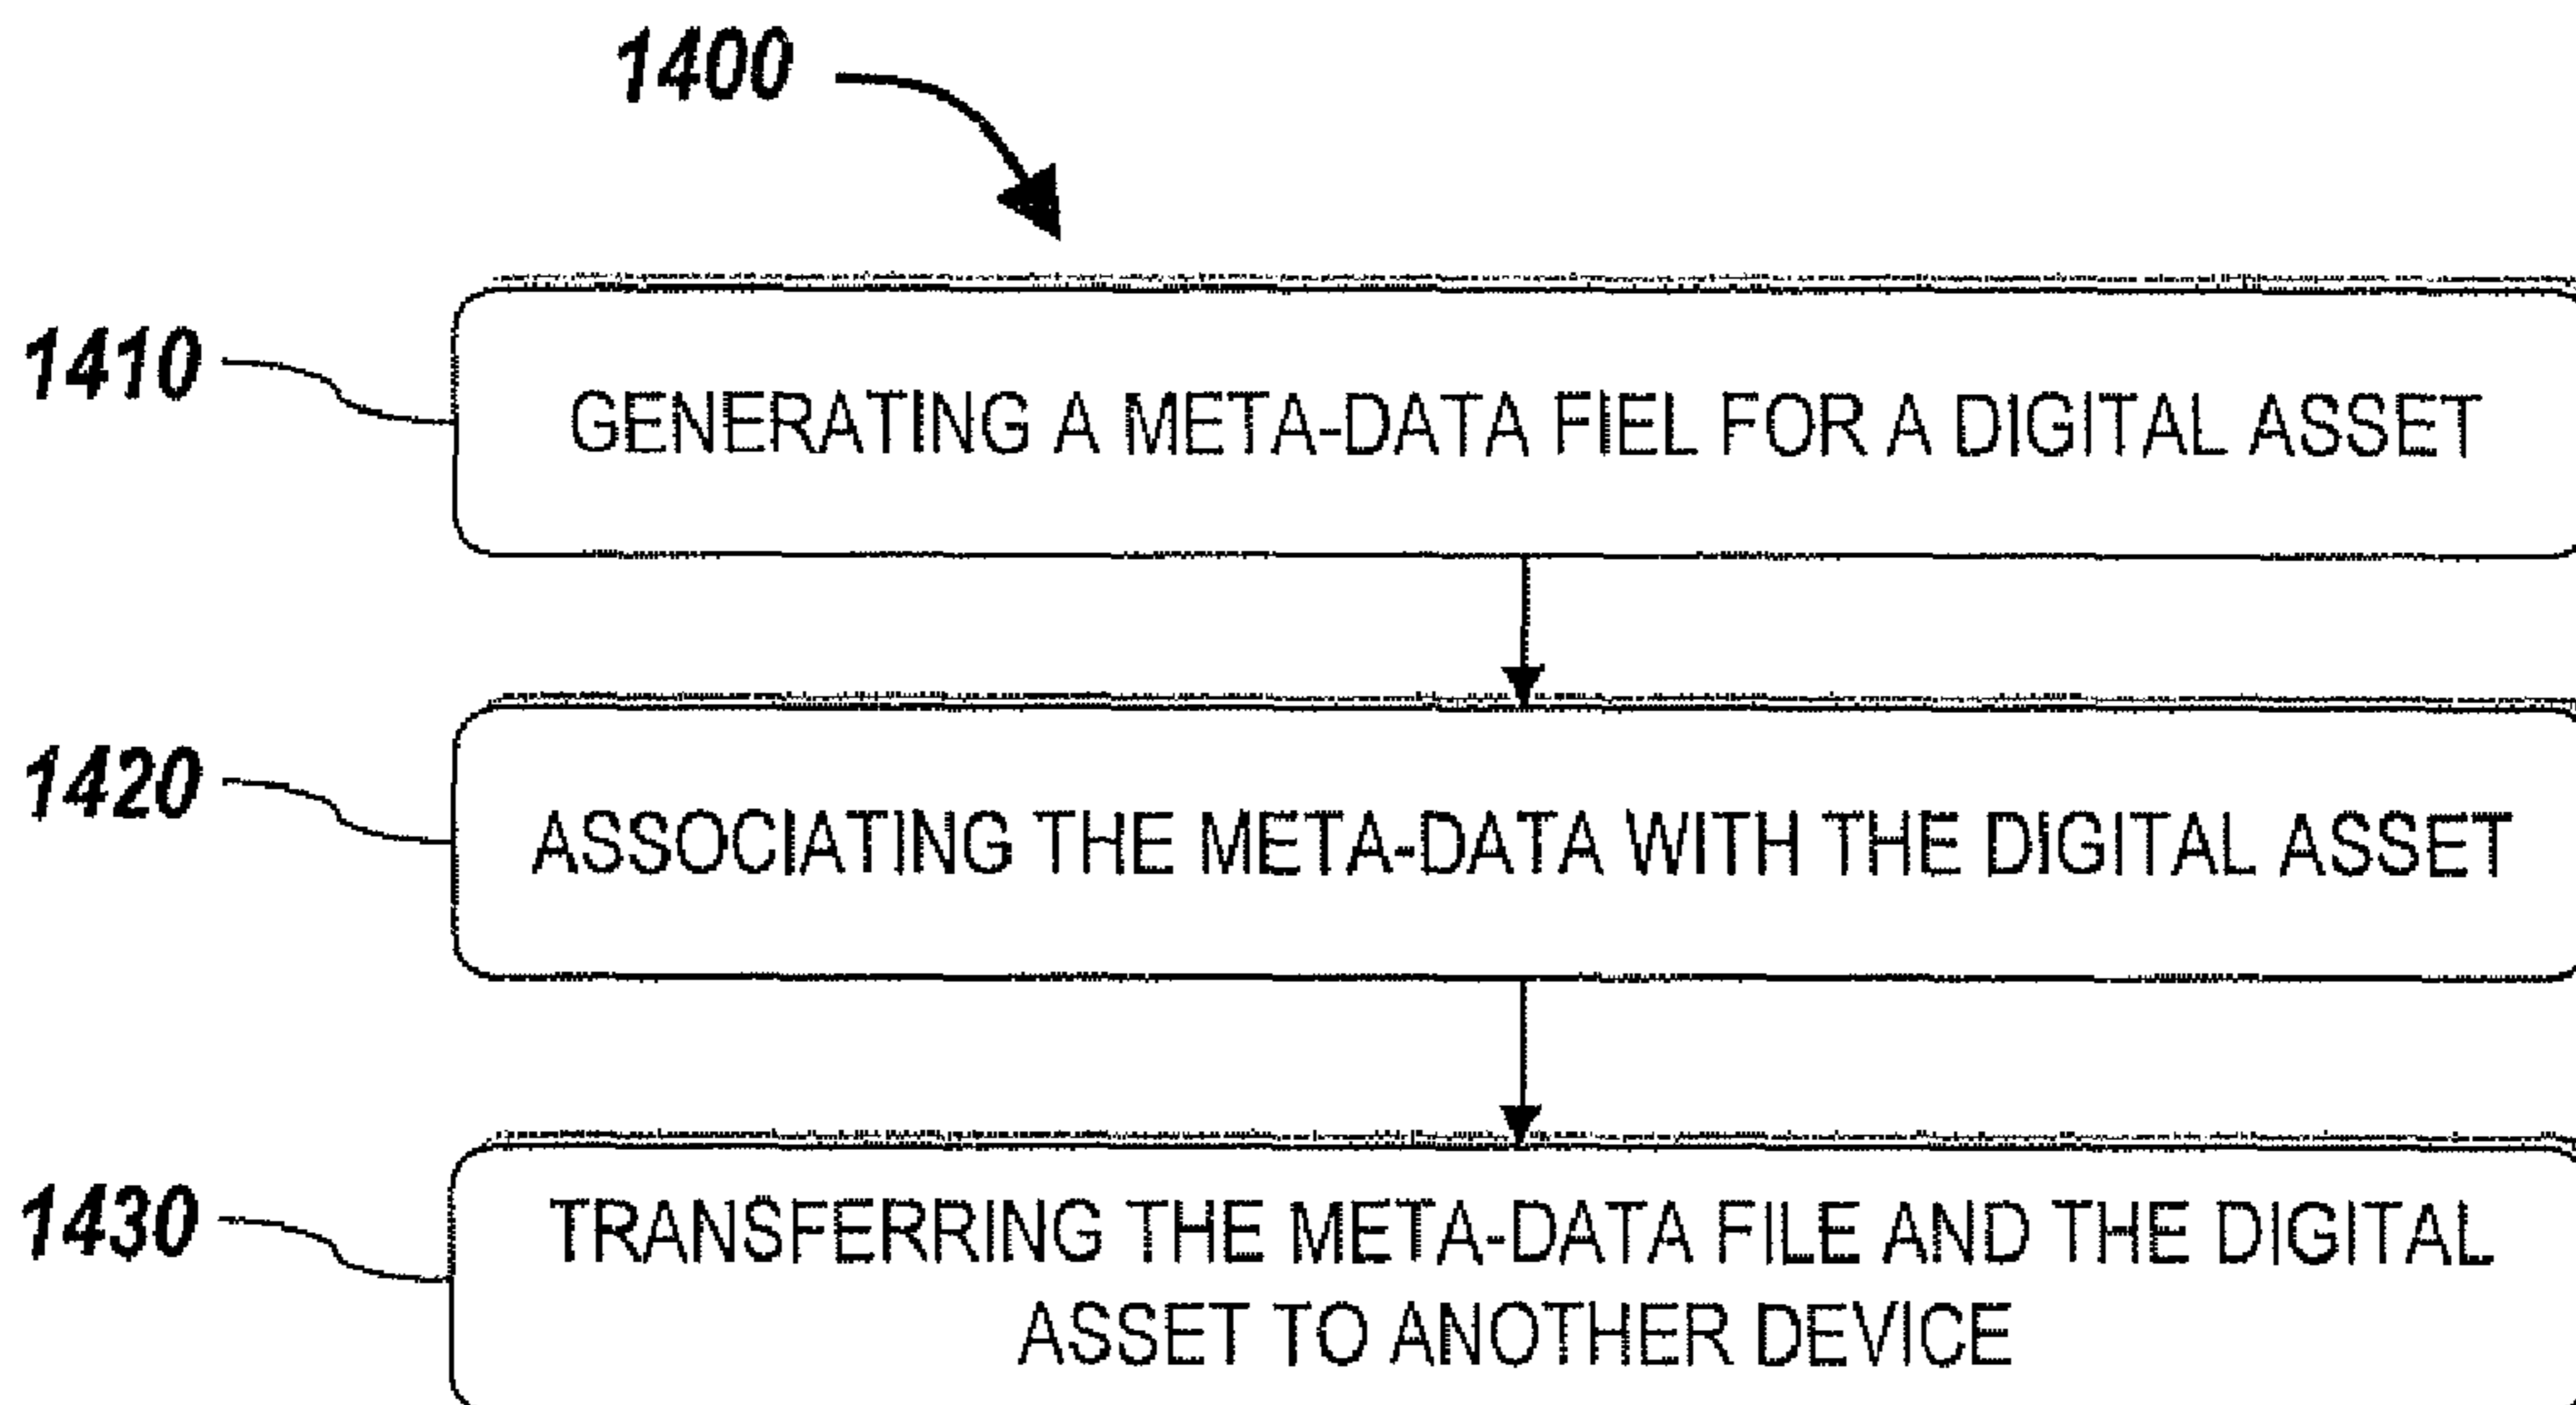 1400
1410
GENERATING A META-DATA FIEL FOR A DIGITAL ASSET
1420
ASSOCIATING THE META-DATA WITH THE DIGITAL ASSET
1430
TRANSFERRING THE META-DATA FILE AND THE DIGITAL
ASSET TO ANOTHER DEVICE